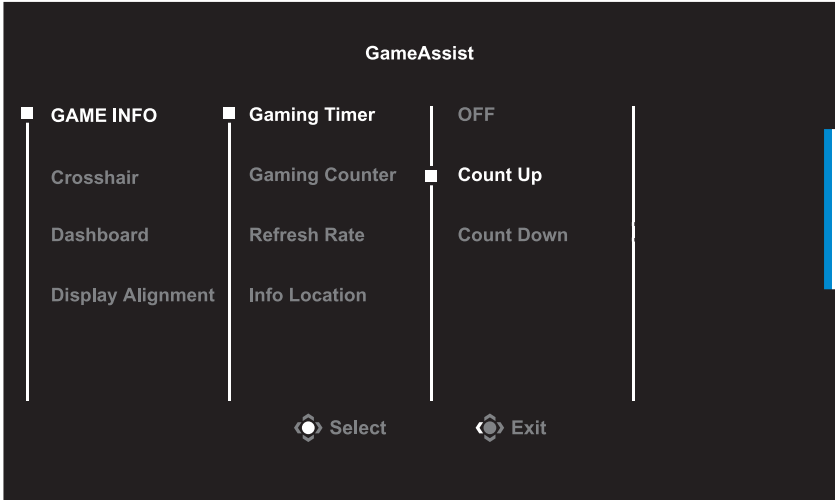 GameAssist
GAME INFO Gaming Timer OFF
Crosshair Gaming Counter Count Up
Dashboard Refresh Rate Count Down
Display Alignment Info Location
Select Exit